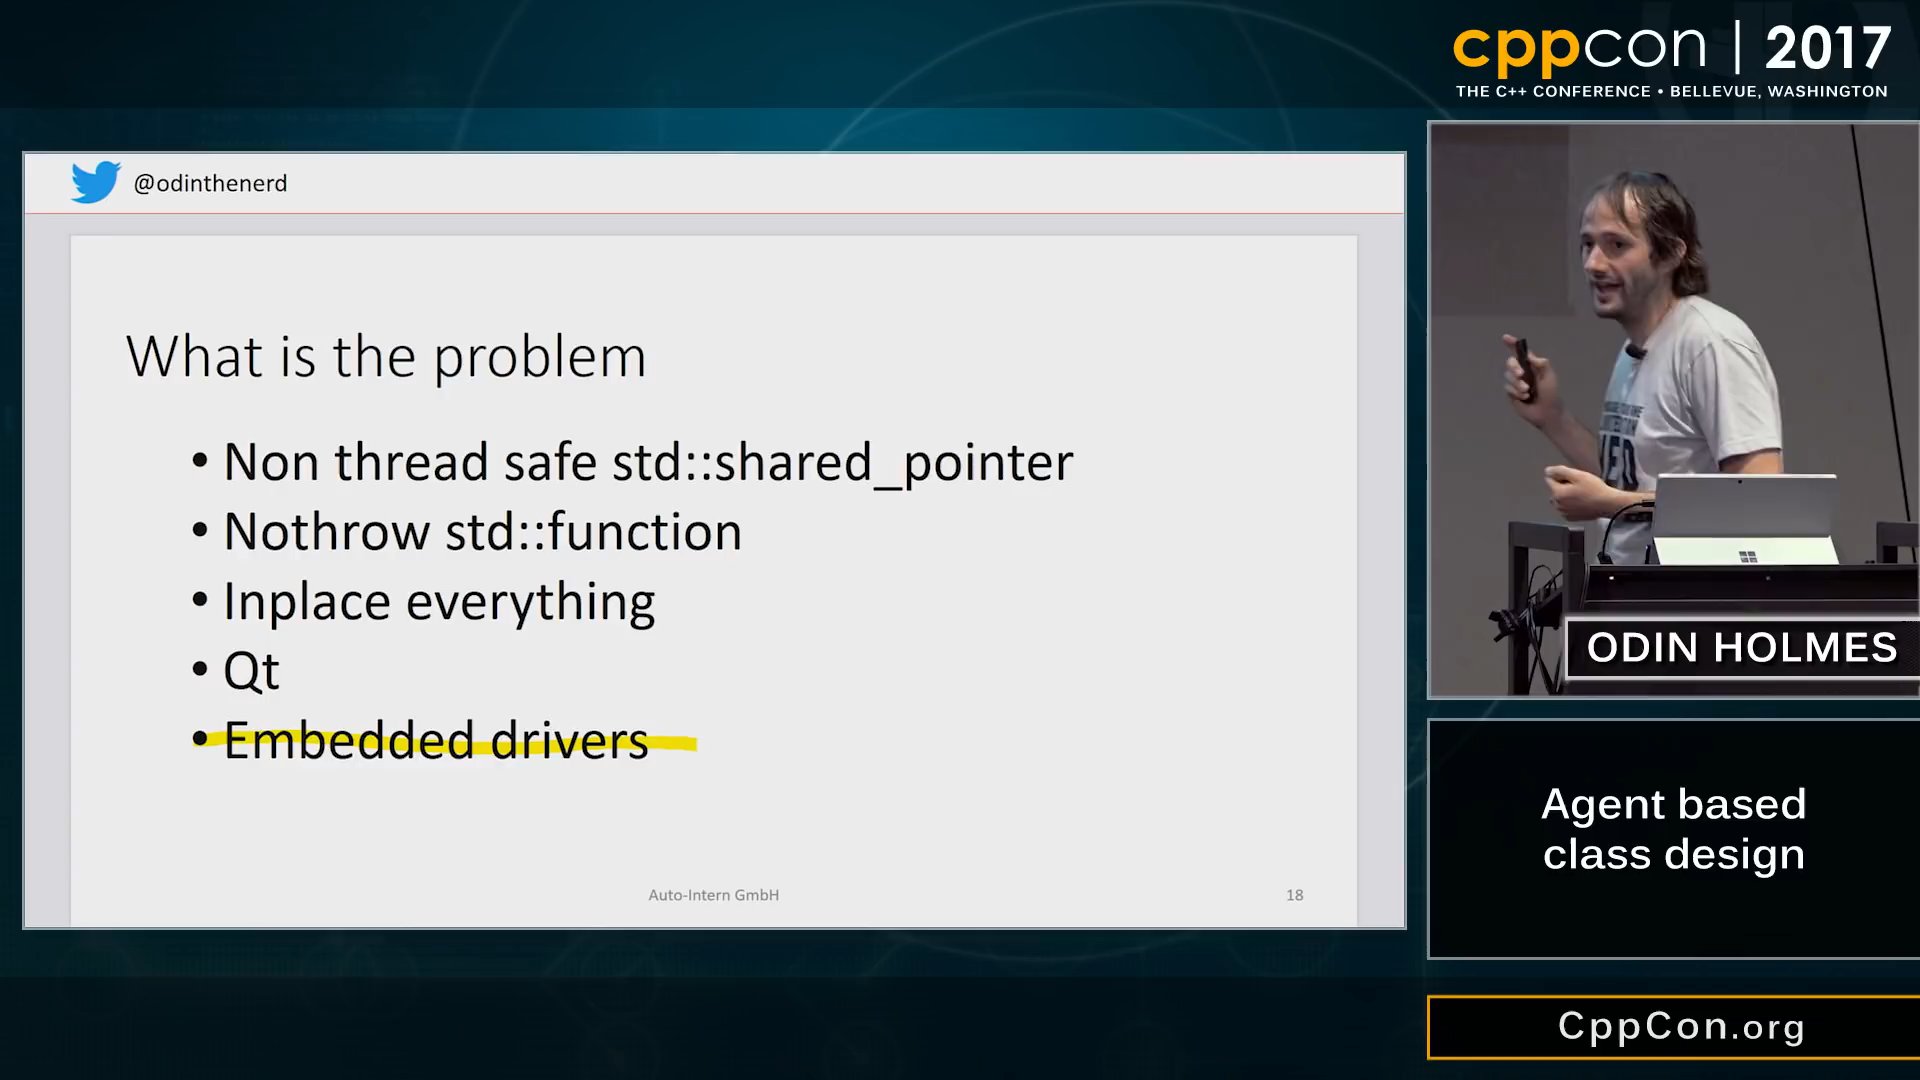 cppcon | 2017
THE C++ CONFERENCE • BELLEVUE, WASHINGTON
@odinthenerd
What is the problem
• Non thread safe std::shared_pointer
• Nothrow std::function
• Inplace everything
• Qt
• Embedded drivers
Auto-Intern GmbH
18
ODIN HOLMES
Agent based
class design
CppCon.org